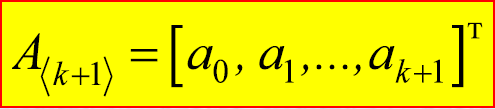 A⟨k+1⟩ = [a₀, a₁,..., aₖ₊₁]ᵀ